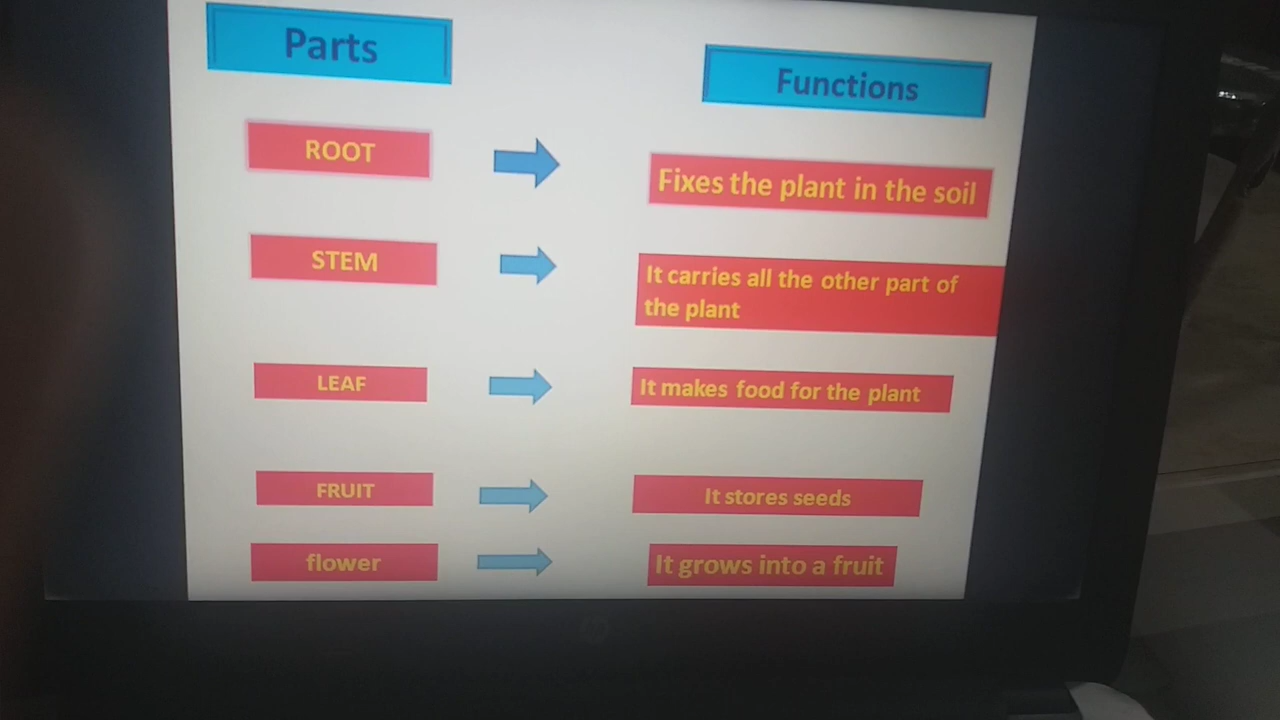 Parts
Functions
ROOT
Fixes the plant in the soil
STEM
It carries all the other part of
the plant
LEAF
It makes food for the plant
FRUIT
It stores seeds
flower
It grows into a fruit